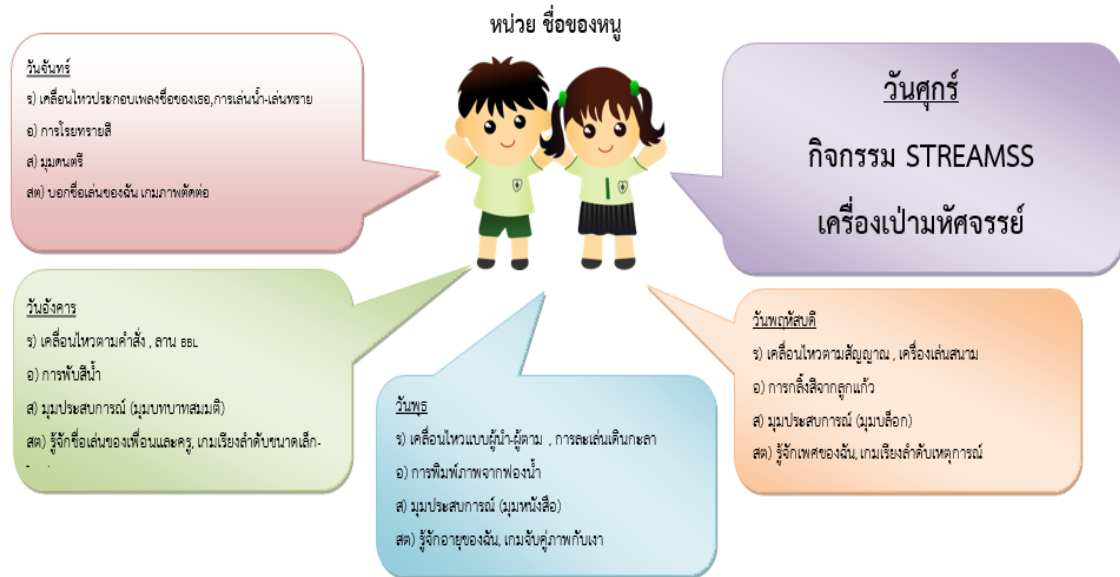 หน่วย ชื่อของหนู
วันจันทร์
ร) เคลื่อนไหวประกอบเพลงชื่อของเธอ,การเล่นน้ำ-เล่นทราย
อ) การโรยทรายสี
ส) มุมดนตรี
สต) บอกชื่อเล่นของฉัน เกมภาพตัดต่อ
วันอังคาร
ร) เคลื่อนไหวตามคำสั่ง , ลาน BBL
อ) การพับสีน้ำ
ส) มุมประสบการณ์ (มุมบทบาทสมมติ)
สต) รู้จักชื่อเล่นของเพื่อนและครู, เกมเรียงลำดับขนาดเล็ก-
วันพุธ
ร) เคลื่อนไหวแบบผู้นำ-ผู้ตาม , การละเล่นเดินกะลา
อ) การพิมพ์ภาพจากฟองน้ำ
ส) มุมประสบการณ์ (มุมหนังสือ)
สต) รู้จักอายุของฉัน, เกมจับคู่ภาพกับเงา
วันพฤหัสบดี
ร) เคลื่อนไหวตามสัญญาณ , เครื่องเล่นสนาม
อ) การกลิ้งสีจากลูกแก้ว
ส) มุมประสบการณ์ (มุมบล็อก)
สต) รู้จักเพศของฉัน, เกมเรียงลำดับเหตุการณ์
วันศุกร์
กิจกรรม STREAMSS
เครื่องเป่ามหัศจรรย์